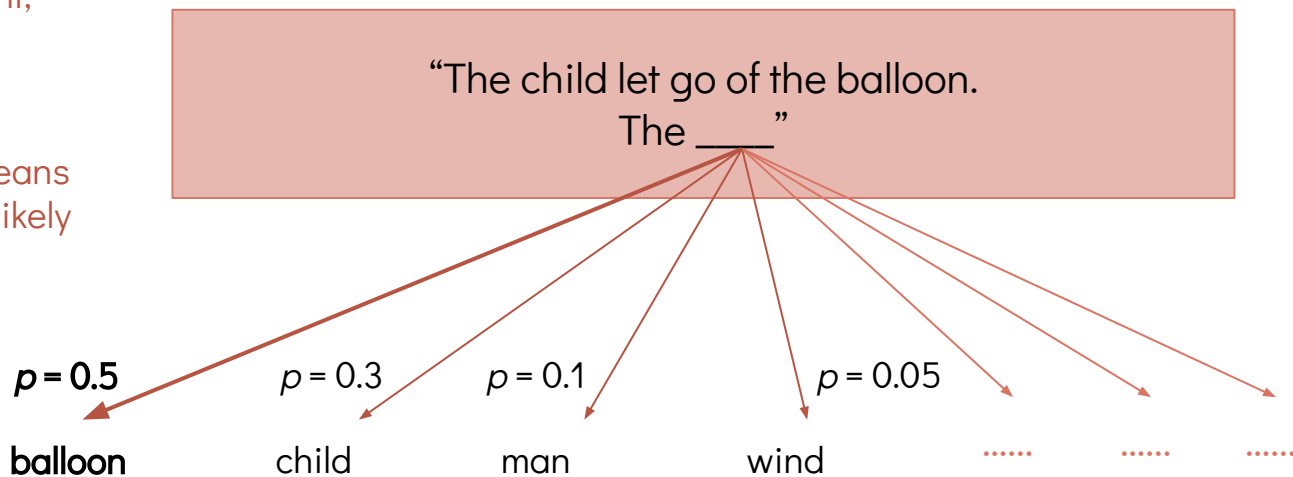 “The child let go of the balloon.
The ____”
likely
p = 0.5 p = 0.3 p = 0.1 p = 0.05
balloon child man wind ...... ...... ......